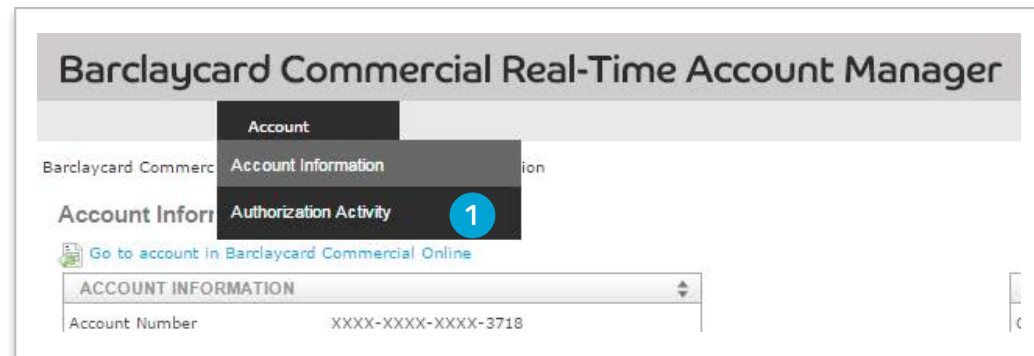 Barclaycard Commercial Real-Time Account Manager
Account
Barclaycard Commerc
Account Information
ion
Account Inforr
Authorization Activity
1
Go to account in Barclaycard Commercial Online
ACCOUNT INFORMATION
Account Number XXXX-XXXX-XXXX-3718